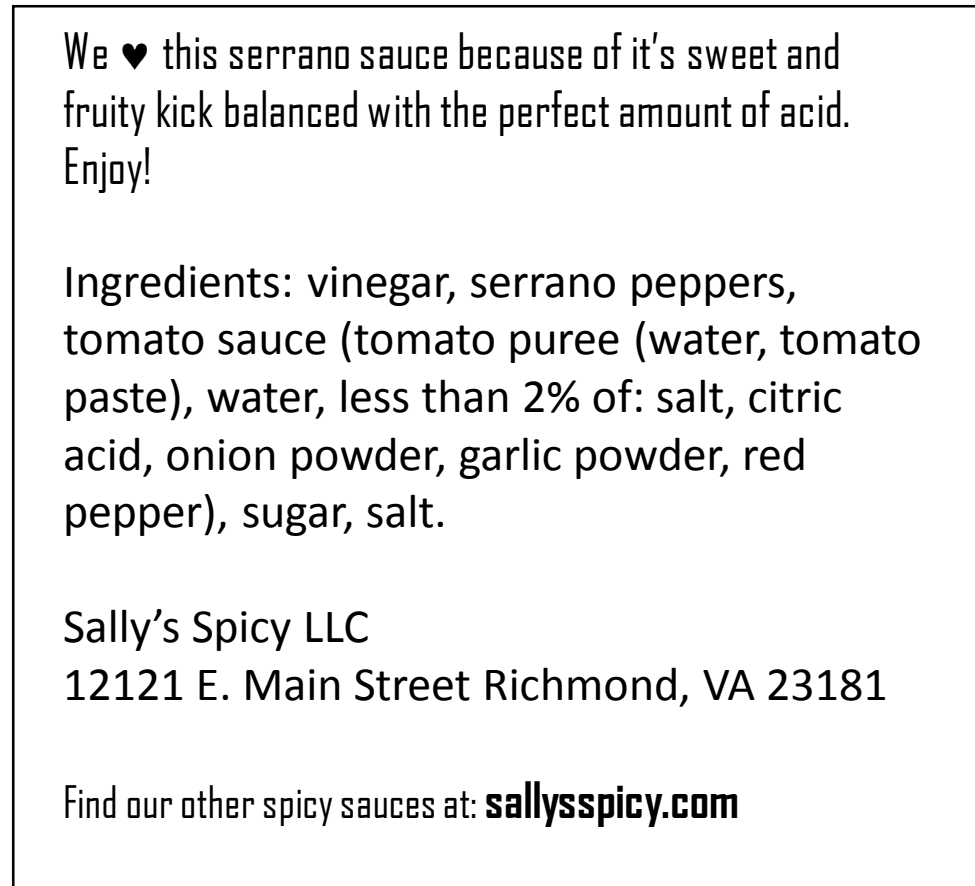 We ♥ this serrano sauce because of it's sweet and
fruity kick balanced with the perfect amount of acid.
Enjoy!
Ingredients: vinegar, serrano peppers,
tomato sauce (tomato puree (water, tomato
paste), water, less than 2% of: salt, citric
acid, onion powder, garlic powder, red
pepper), sugar, salt.
Sally’s Spicy LLC
12121 E. Main Street Richmond, VA 23181
Find our other spicy sauces at: sallysspicy.com